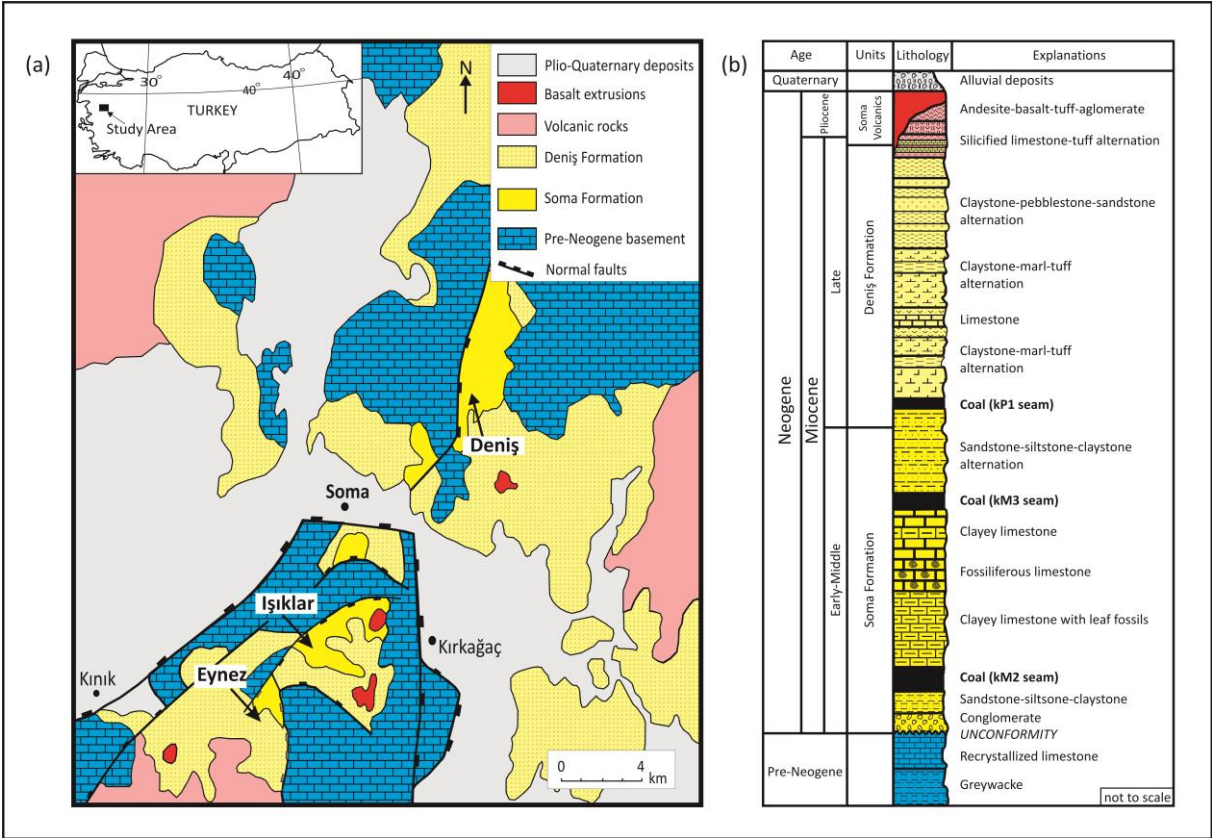 (a)
30°
40°
40°
TURKEY
Study Area
N
Plio-Quaternary deposits
Basalt extrusions
Volcanic rocks
Deniş Formation
Soma Formation
Pre-Neogene basement
Normal faults
Deniş
Soma
Işıklar
Kırkağaç
Eynez
Kınık
0 4
km
(b)
Age
Units
Lithology
Explanations
Quaternary
Alluvial deposits
Pliocene
Soma
Volcanics
Andesite-basalt-tuff-aglomerate
Silicified limestone-tuff alternation
Neogene
Miocene
Late
Deniş Formation
Claystone-pebblestone-sandstone
alternation
Claystone-marl-tuff
alternation
Limestone
Claystone-marl-tuff
alternation
Coal (kP1 seam)
Early-Middle
Soma Formation
Sandstone-siltstone-claystone
alternation
Coal (kM3 seam)
Clayey limestone
Fossiliferous limestone
Clayey limestone with leaf fossils
Coal (kM2 seam)
Sandstone-siltsone-claystone
Conglomerate
UNCONFORMITY
Pre-Neogene
Recrystallized limestone
Greywacke
not to scale